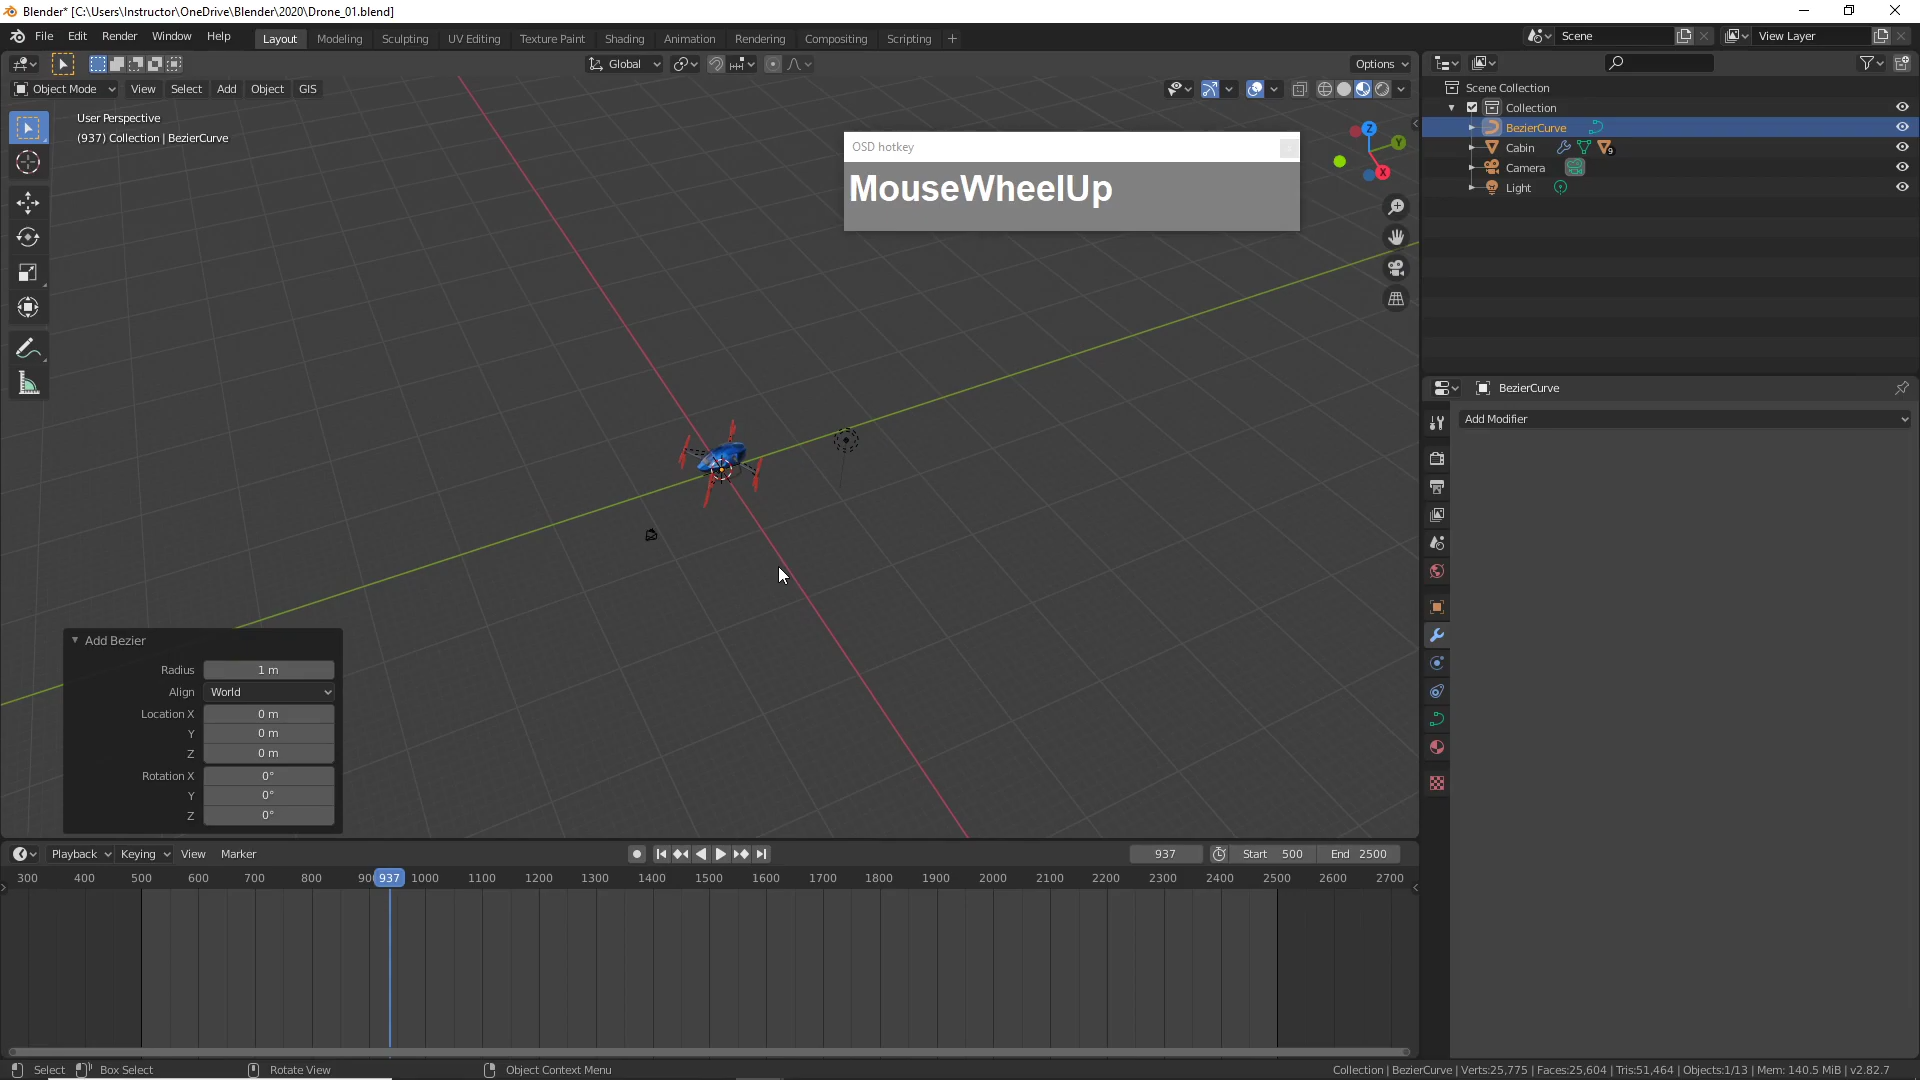 Blender* [C:\Users\Instructor\OneDrive\Blender\2020\Drone_01.blend]
File Edit Render Window Help Layout Modeling Sculpting UV Editing Texture Paint Shading Animation Rendering Compositing Scripting + Scene View Layer
Global Options
Object Mode View Select Add Object GIS
User Perspective
(937) Collection | BezierCurve
OSD hotkey
MouseWheelUp
Z
Y
X
Scene Collection
Collection
BezierCurve
Cabin 9
Camera
Light
BezierCurve
Add Modifier
Add Bezier
Radius 1 m
Align World
Location X 0 m
Y 0 m
Z 0 m
Rotation X 0°
Y 0°
Z 0°
Playback Keying View Marker 937 Start 500 End 2500
300 400 500 600 700 800 90 937 1000 1100 1200 1300 1400 1500 1600 1700 1800 1900 2000 2100 2200 2300 2400 2500 2600 2700
Select Box Select Rotate View Object Context Menu Collection | BezierCurve | Verts:25,775 | Faces:25,604 | Tris:51,464 | Objects:1/13 | Mem: 140.5 MiB | v2.82.7